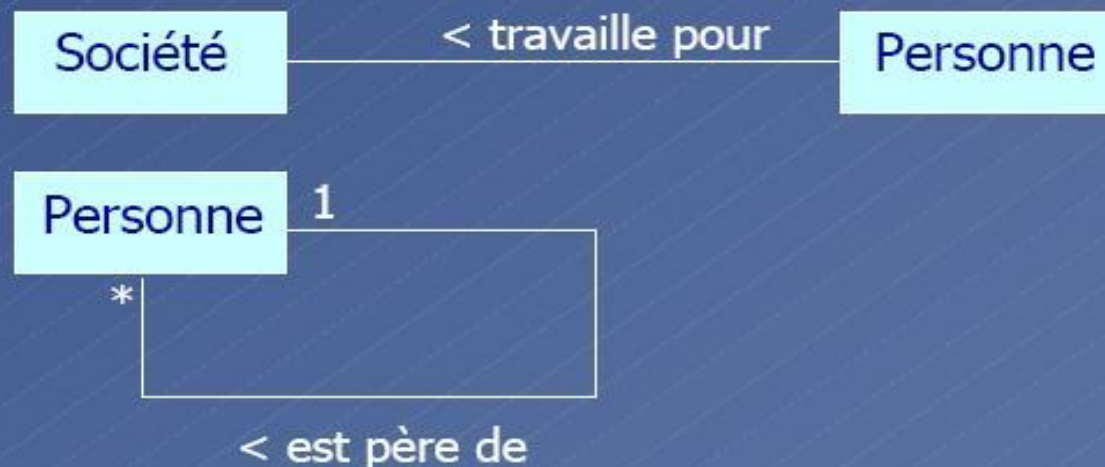 Société
< travaille pour
Personne
Personne
1
*
< est père de